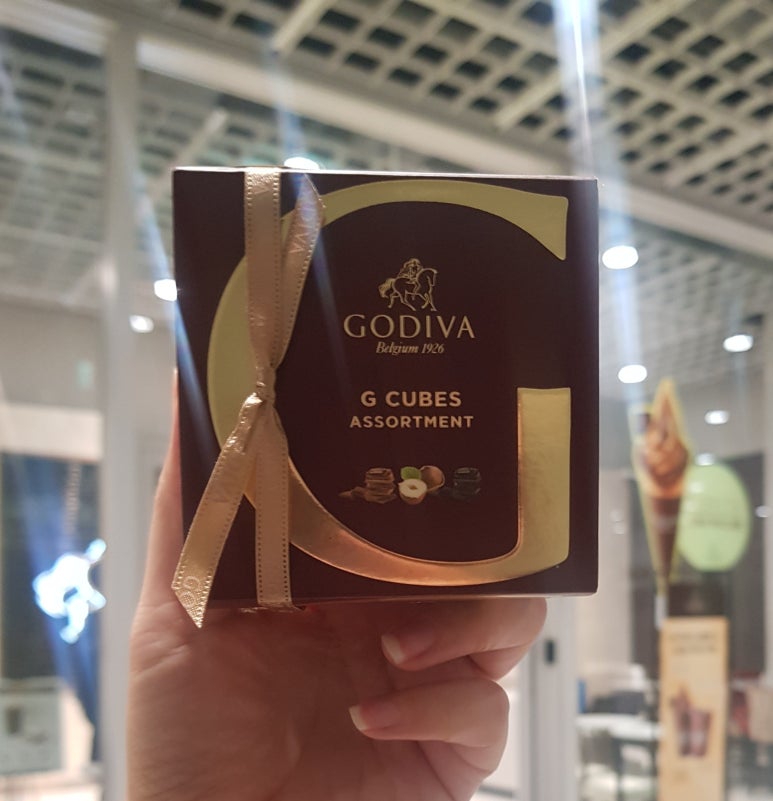 GODIVA
Belgium 1926
G CUBES
ASSORTMENT